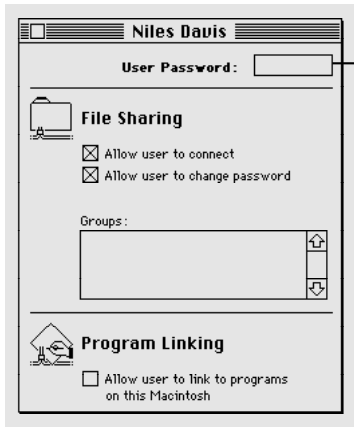 Niles Davis
User Password:
File Sharing
Allow user to connect
Allow user to change password
Groups:
Program Linking
Allow user to link to programs
on this Macintosh